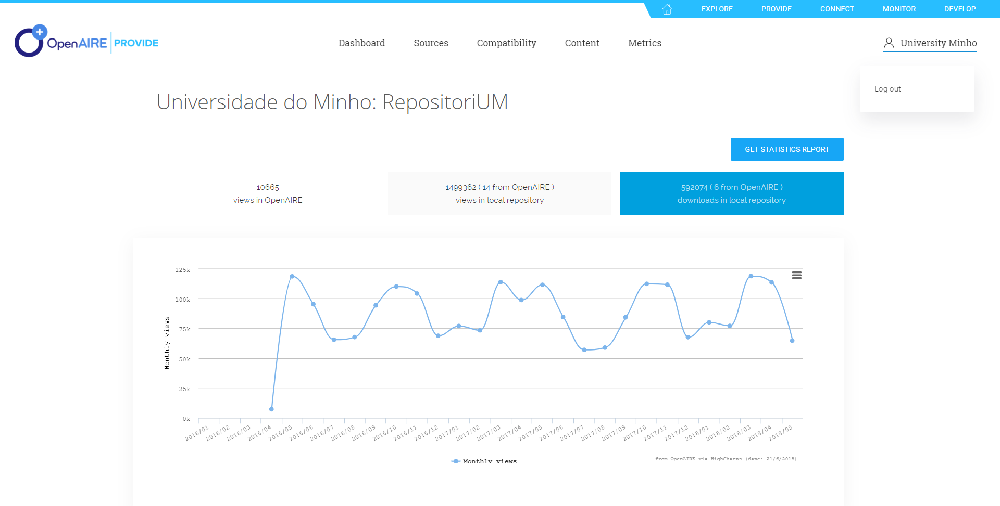 EXPLORE PROVIDE CONNECT MONITOR DEVELOP
OpenAIRE PROVIDE
Dashboard Sources Compatibility Content Metrics
University Minho
Log out
Universidade do Minho: RepositoriUM
GET STATISTICS REPORT
10665
views in OpenAIRE
1499362 ( 14 from OpenAIRE )
views in local repository
592074 ( 6 from OpenAIRE )
downloads in local repository
Monthly views
125k
100k
75k
50k
25k
0k
2016/01 2016/02 2016/03 2016/04 2016/05 2016/06 2016/07 2016/08 2016/09 2016/10 2016/11 2016/12 2017/01 2017/02 2017/03 2017/04 2017/05 2017/06 2017/07 2017/08 2017/09 2017/10 2017/11 2017/12 2018/01 2018/02 2018/03 2018/04 2018/05
Monthly views
from OpenAIRE via HighCharts (date: 21/6/2018)